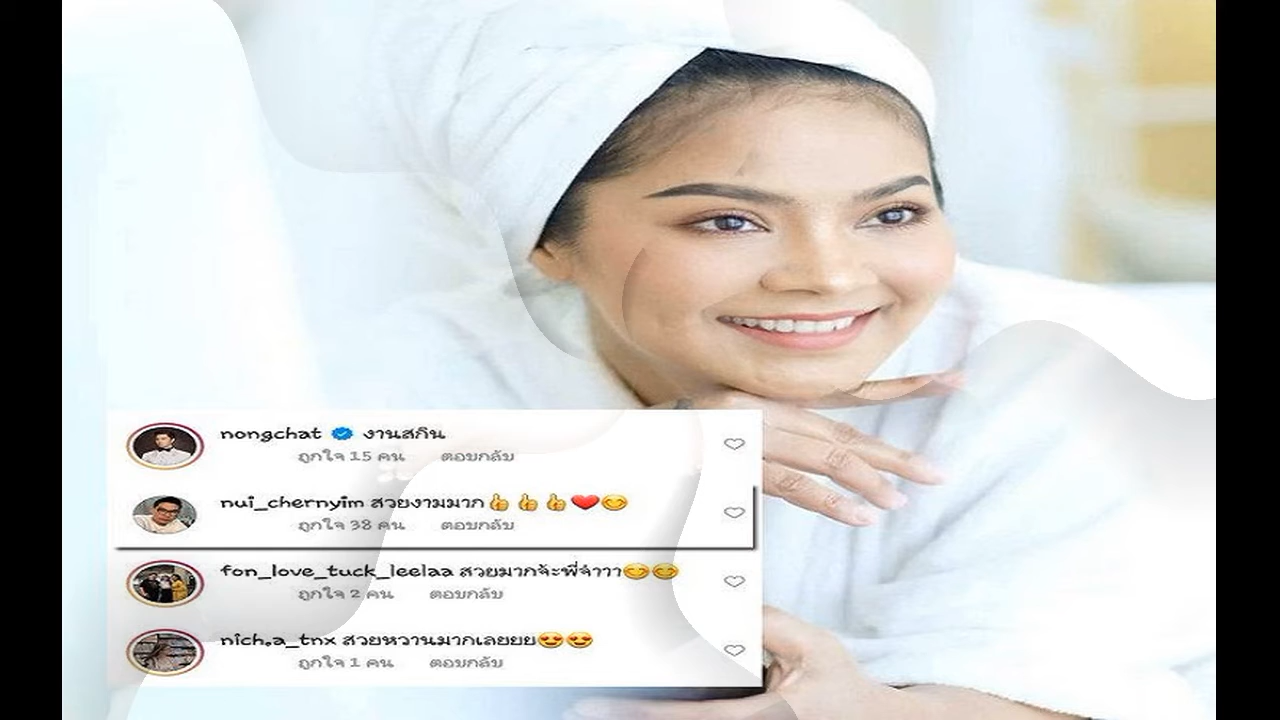 nongchat งานสกิน
ถูกใจ 15 คน ตอบกลับ
nui_chernyim สวยงามมาก👍👍👍❤️😊
ถูกใจ 38 คน ตอบกลับ
fon_love_tuck_leelaa สวยมากจ้ะพี่จ๋าาา😊😊
ถูกใจ 2 คน ตอบกลับ
nich.a_tnx สวยหวานมากเลยยย😍😍
ถูกใจ 1 คน ตอบกลับ